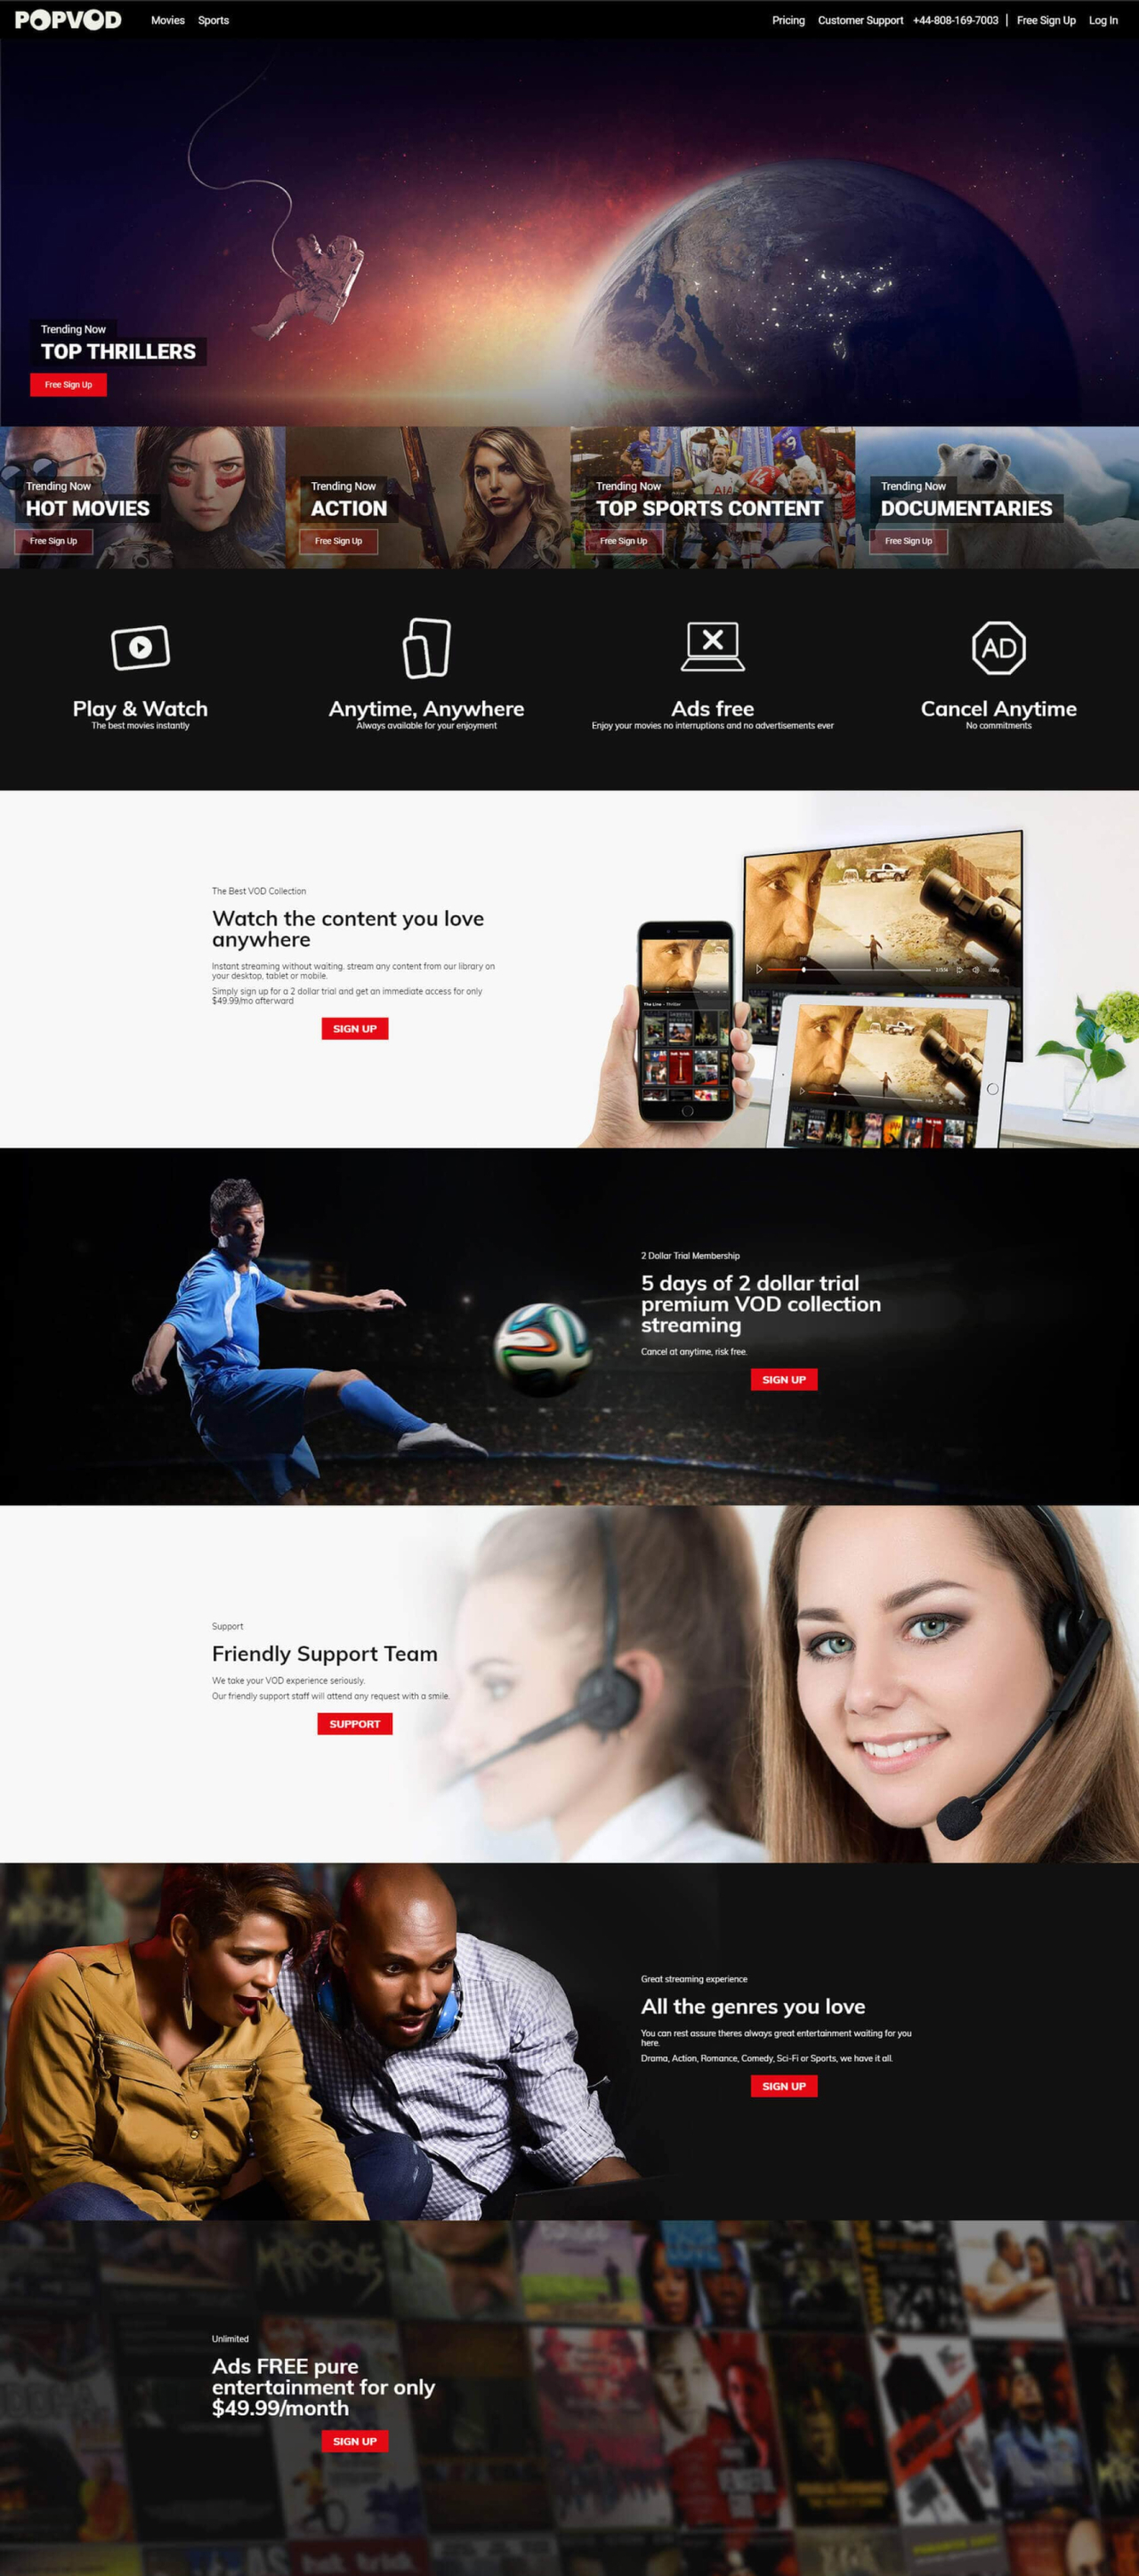 POPVOD Movies Sports Pricing Customer Support +44-808-169-7003 | Free Sign Up Log In
Trending Now
TOP THRILLERS
Free Sign Up
Trending Now
HOT MOVIES
Free Sign Up
Trending Now
ACTION
Free Sign Up
Trending Now
TOP SPORTS CONTENT
Free Sign Up
Trending Now
DOCUMENTARIES
Free Sign Up
AD
Play & Watch
The best movies instantly
Anytime, Anywhere
Always available for your enjoyment
Ads free
Enjoy your movies no interruptions and no advertisements ever
Cancel Anytime
No commitments
The Best VOD Collection
Watch the content you love
anywhere
Instant streaming without waiting. stream any content from our library on
your desktop, tablet or mobile.
Simply sign up for a 2 dollar trial and get an immediate access for only
$49.99/mo afterward
SIGN UP
The Line - Thriller
2 Dollar Trial Membership
5 days of 2 dollar trial
premium VOD collection
streaming
Cancel at anytime, risk free.
SIGN UP
Support
Friendly Support Team
We take your VOD experience seriously.
Our friendly support staff will attend any request with a smile.
SUPPORT
Great streaming experience
All the genres you love
You can rest assure theres always great entertainment waiting for you
here.
Drama, Action, Romance, Comedy, Sci-Fi or Sports, we have it all.
SIGN UP
Unlimited
Ads FREE pure
entertainment for only
$49.99/month
SIGN UP